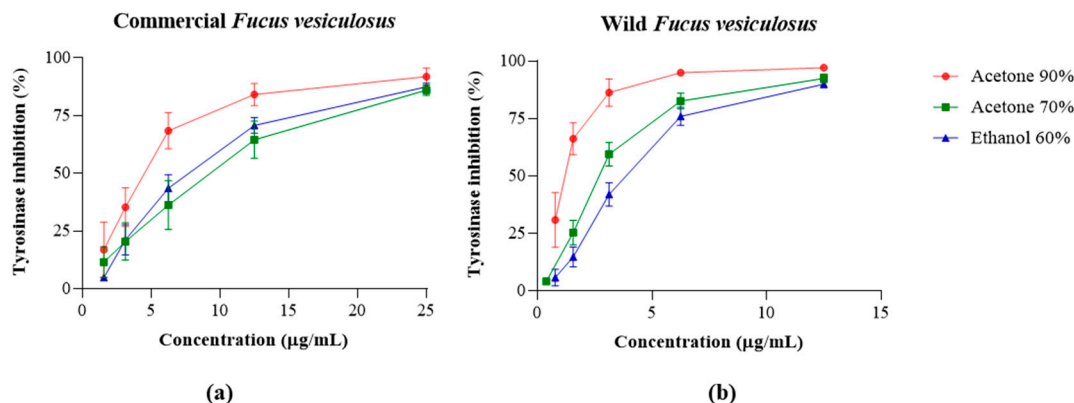 Commercial Fucus vesiculosus
Tyrosinase inhibition (%)
100
75
50
25
0
0 5 10 15 20 25
Concentration (μg/mL)
(a)
Wild Fucus vesiculosus
Tyrosinase inhibition (%)
100
75
50
25
0
0 5 10 15
Concentration (μg/mL)
(b)
Acetone 90%
Acetone 70%
Ethanol 60%